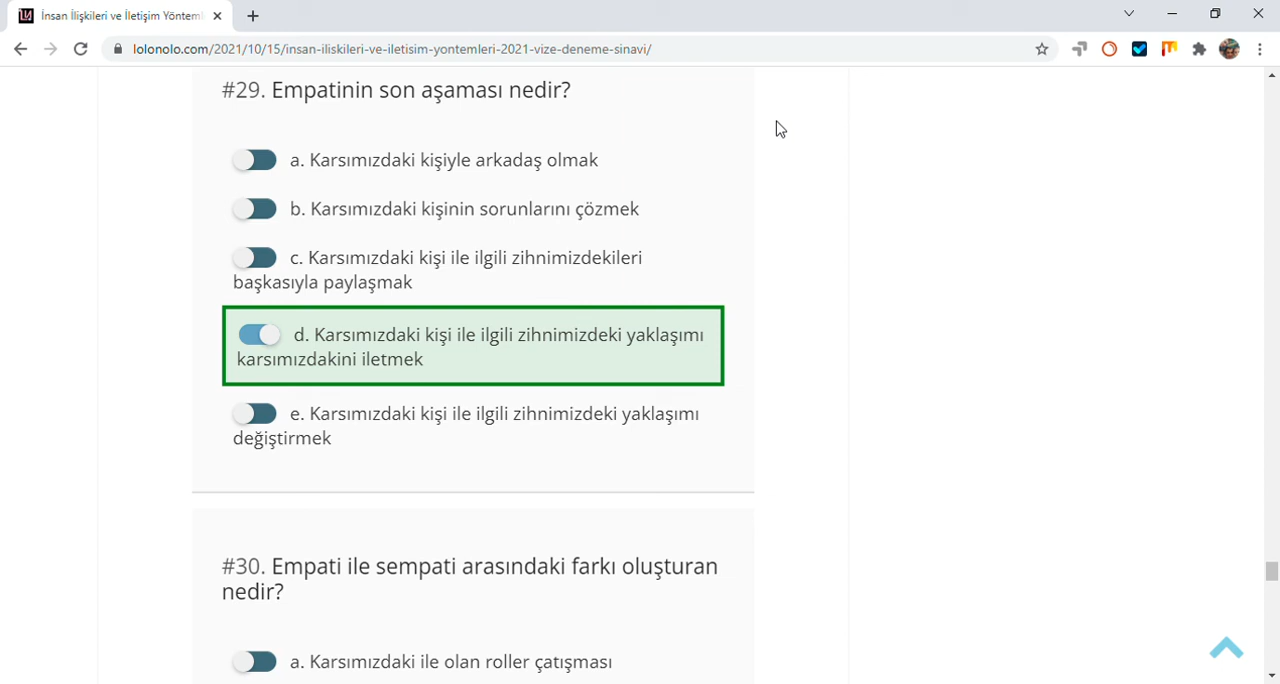 İnsan İlişkileri ve İletişim Yöntem
lolonolo.com/2021/10/15/insan-iliskileri-ve-iletisim-yontemleri-2021-vize-deneme-sinavi/
#29. Empatinin son aşaması nedir?
a. Karsımızdaki kişiyle arkadaş olmak
b. Karsımızdaki kişinin sorunlarını çözmek
c. Karsımızdaki kişi ile ilgili zihnimizdekileri
başkasıyla paylaşmak
d. Karsımızdaki kişi ile ilgili zihnimizdeki yaklaşımı
karsımızdakini iletmek
e. Karsımızdaki kişi ile ilgili zihnimizdeki yaklaşımı
değiştirmek
#30. Empati ile sempati arasındaki farkı oluşturan
nedir?
a. Karsımızdaki ile olan roller çatışması